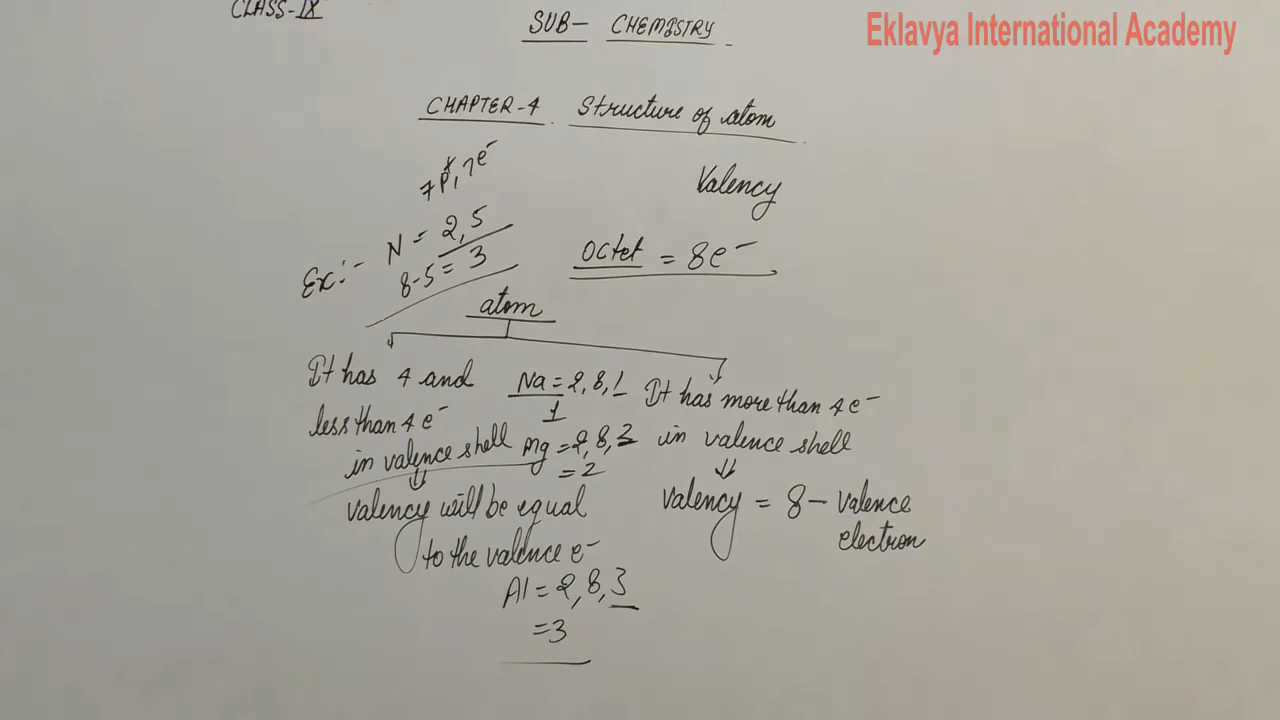 CLASS-IX
SUB- CHEMISTRY
Eklavya International Academy
CHAPTER-4 Structure of atom
7P, 7e⁻
Valency
Ex:- N = 2,5
8-5 = 3
Octet = 8e⁻
atom
It has 4 and
less than 4 e⁻
in valence shell
valency will be equal
to the valence e⁻
Na = 2,8,1
1
Mg = 2,8,2
= 2
Al = 2,8,3
= 3
It has more than 4 e⁻
in valence shell
valency = 8 - valence
electron